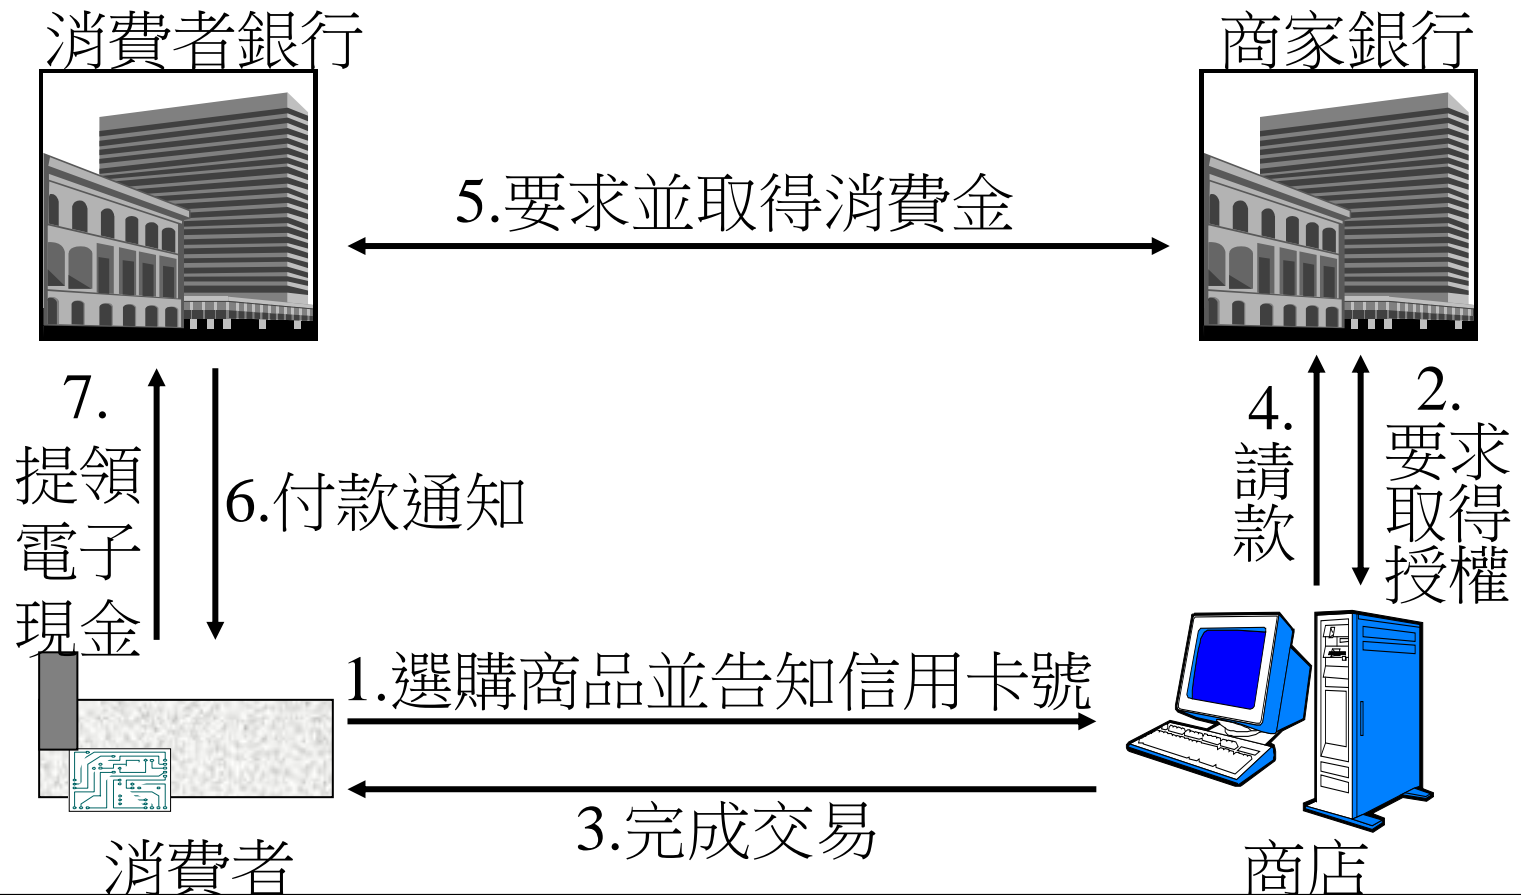 消費者銀行
商家銀行
5.要求並取得消費金
7.
提領
電子
現金
6.付款通知
4.
請
款
2.
要求
取得
授權
1.選購商品並告知信用卡號
3.完成交易
消費者
商店